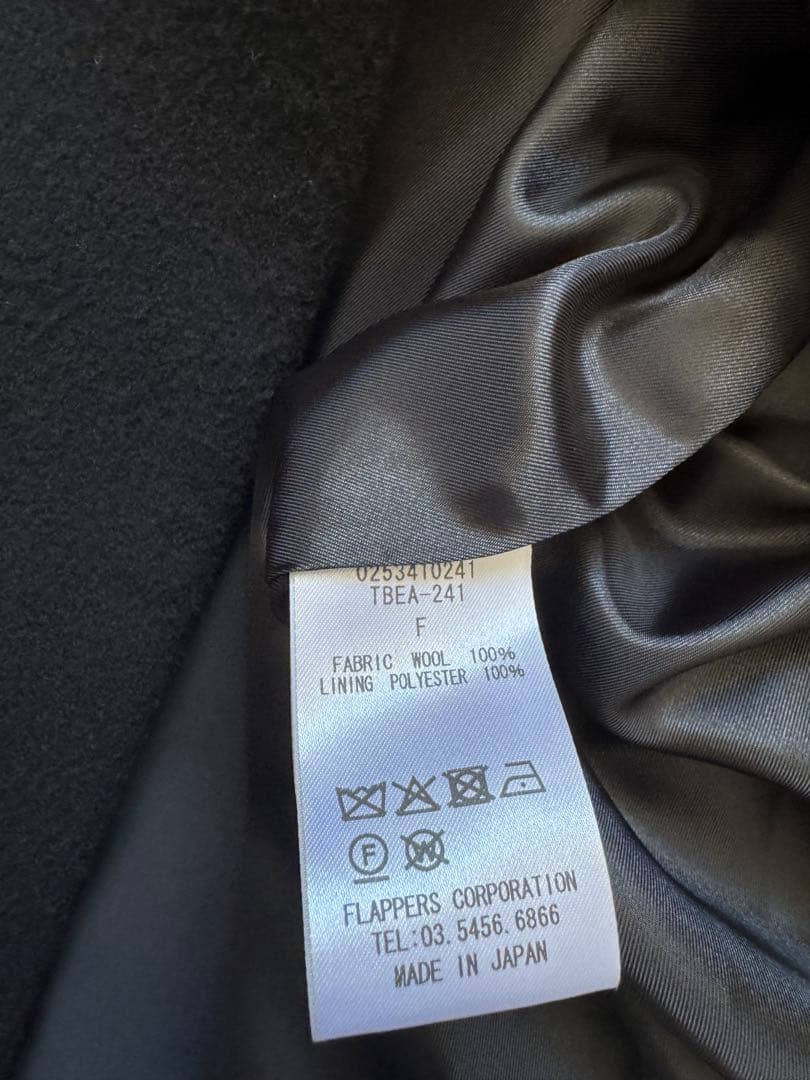 0253410241
TBEA-241
F
FABRIC WOOL 100%
LINING POLYESTER 100%
F
W
FLAPPERS CORPORATION
TEL:03.5456.6866
MADE IN JAPAN